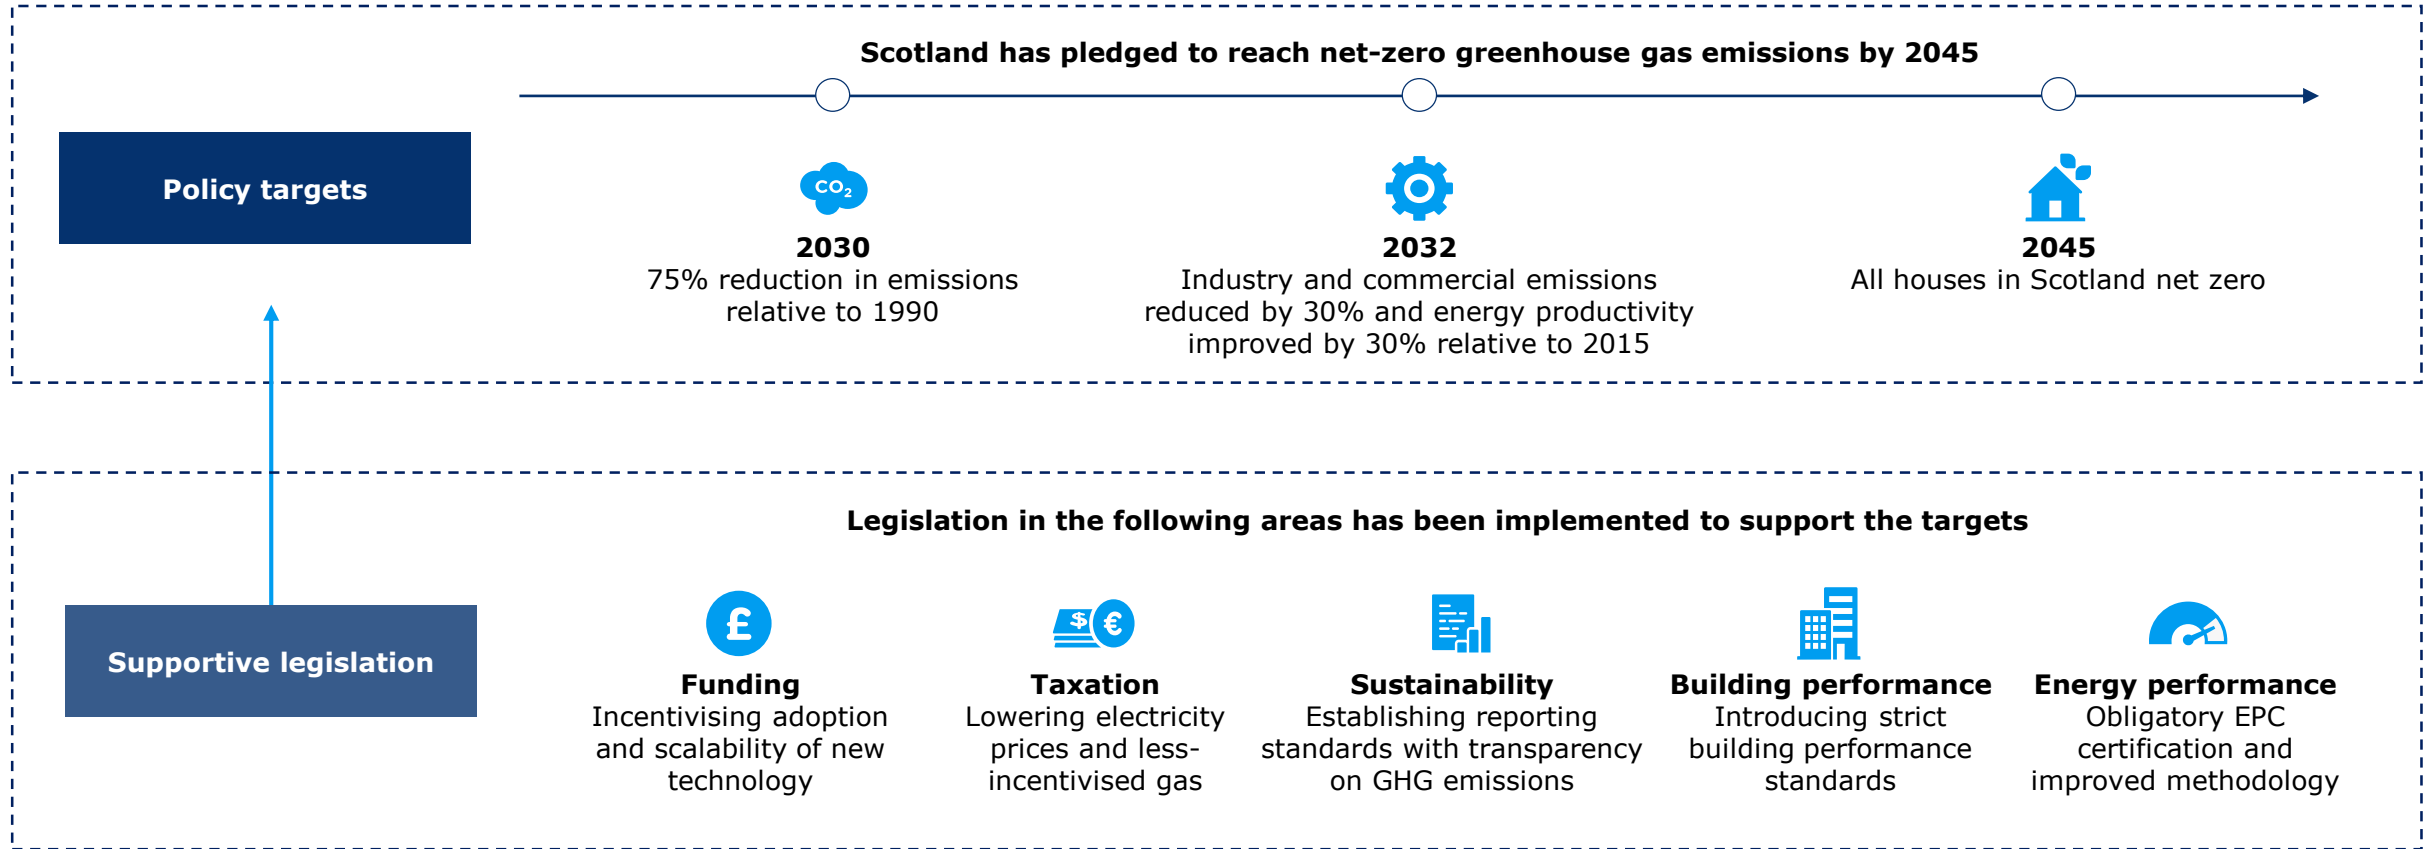 Scotland has pledged to reach net-zero greenhouse gas emissions by 2045
Policy targets
CO₂
2030
75% reduction in emissions
relative to 1990
2032
Industry and commercial emissions
reduced by 30% and energy productivity
improved by 30% relative to 2015
2045
All houses in Scotland net zero
Legislation in the following areas has been implemented to support the targets
Supportive legislation
£
Funding
Incentivising adoption
and scalability of new
technology
$ €
Taxation
Lowering electricity
prices and less-
incentivised gas
Sustainability
Establishing reporting
standards with transparency
on GHG emissions
Building performance
Introducing strict
building performance
standards
Energy performance
Obligatory EPC
certification and
improved methodology